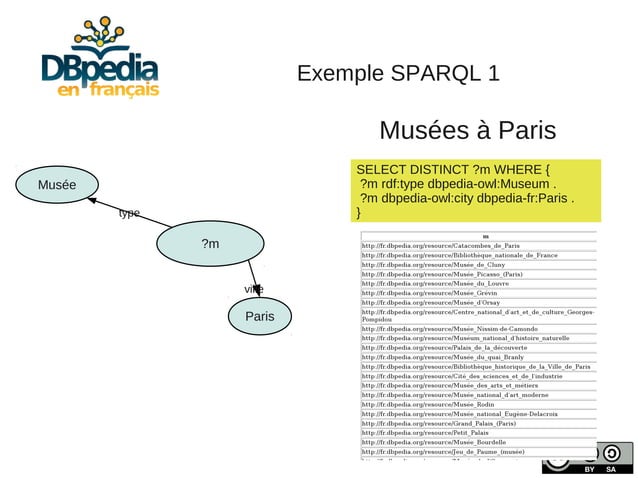 DBpedia
en français
Exemple SPARQL 1
Musées à Paris
Musée
type
?m
ville
Paris
SELECT DISTINCT ?m WHERE {
?m rdf:type dbpedia-owl:Museum .
?m dbpedia-owl:city dbpedia-fr:Paris .
}
m
http://fr.dbpedia.org/resource/Catacombes_de_Paris
http://fr.dbpedia.org/resource/Bibliothèque_nationale_de_France
http://fr.dbpedia.org/resource/Musée_de_Cluny
http://fr.dbpedia.org/resource/Musée_Picasso_(Paris)
http://fr.dbpedia.org/resource/Musée_du_Louvre
http://fr.dbpedia.org/resource/Musée_Grévin
http://fr.dbpedia.org/resource/Musée_d'Orsay
http://fr.dbpedia.org/resource/Centre_national_d'art_et_de_culture_Georges-
Pompidou
http://fr.dbpedia.org/resource/Musée_Nissim-de-Camondo
http://fr.dbpedia.org/resource/Muséum_national_d'histoire_naturelle
http://fr.dbpedia.org/resource/Palais_de_la_découverte
http://fr.dbpedia.org/resource/Musée_du_quai_Branly
http://fr.dbpedia.org/resource/Bibliothèque_historique_de_la_Ville_de_Paris
http://fr.dbpedia.org/resource/Cité_des_sciences_et_de_l'industrie
http://fr.dbpedia.org/resource/Musée_des_arts_et_métiers
http://fr.dbpedia.org/resource/Musée_national_d'art_moderne
http://fr.dbpedia.org/resource/Musée_Rodin
http://fr.dbpedia.org/resource/Musée_national_Eugène-Delacroix
http://fr.dbpedia.org/resource/Grand_Palais_(Paris)
http://fr.dbpedia.org/resource/Petit_Palais
http://fr.dbpedia.org/resource/Musée_Bourdelle
http://fr.dbpedia.org/resource/Jeu_de_Paume_(musée)
BY SA